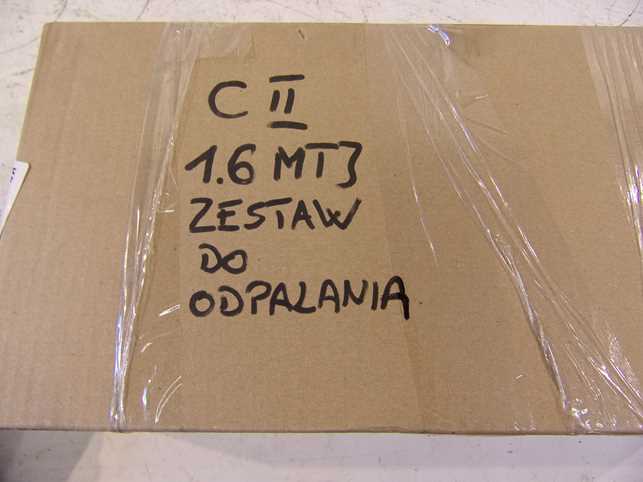 C II
1.6 MTJ
ZESTAW
DO
ODPALANIA